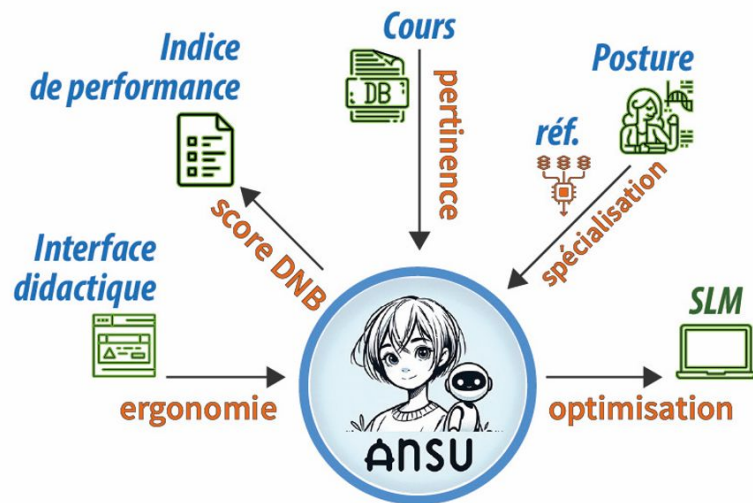 Indice
de performance
Cours
DB
pertinence
Posture
réf.
spécialisation
score DNB
Interface
didactique
ergonomie
ANSU
SLM
optimisation